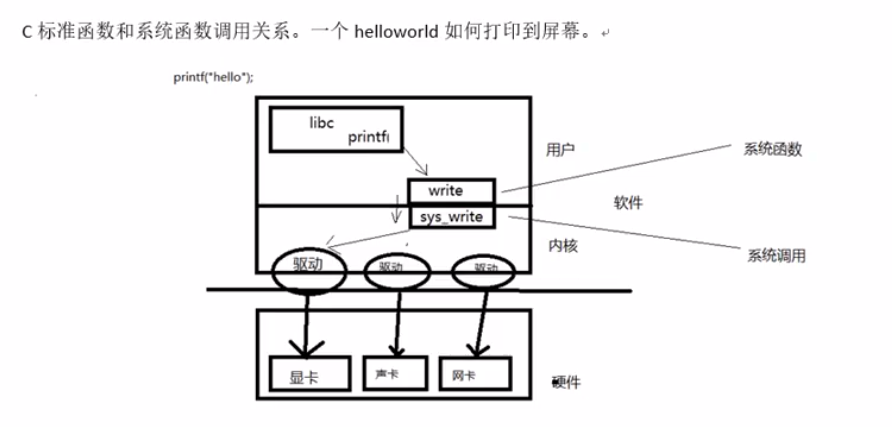 C 标准函数和系统函数调用关系。一个 helloworld 如何打印到屏幕。
printf("hello");
libc
printf
用户
系统函数
write
软件
sys_write
内核
系统调用
驱动
驱动
驱动
显卡
声卡
网卡
硬件